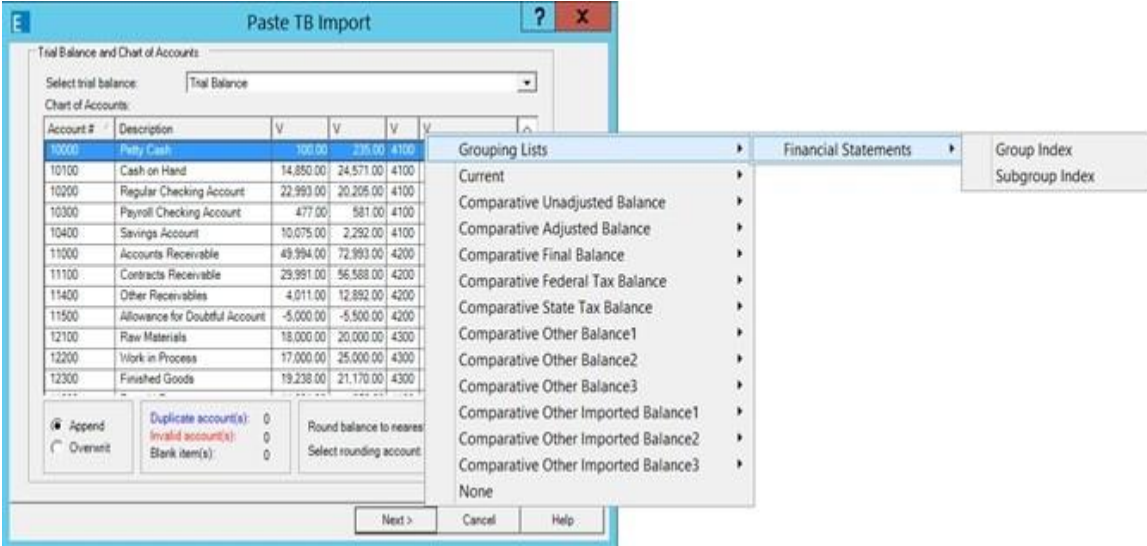 E Paste TB Import ? X
Trial Balance and Chart of Accounts
Select trial balance: Trial Balance
Chart of Accounts:
Account # / Description V V V V
10000 Petty Cash 100.00 235.00 4100
10100 Cash on Hand 14,850.00 24,571.00 4100
10200 Regular Checking Account 22,993.00 20,205.00 4100
10300 Payroll Checking Account 477.00 581.00 4100
10400 Savings Account 10,075.00 2,292.00 4100
11000 Accounts Receivable 49,994.00 72,993.00 4200
11100 Contracts Receivable 29,991.00 56,588.00 4200
11400 Other Receivables 4,011.00 12,892.00 4200
11500 Allowance for Doubtful Account -5,000.00 -5,500.00 4200
12100 Raw Materials 18,000.00 20,000.00 4300
12200 Work in Process 17,000.00 25,000.00 4300
12300 Finished Goods 19,238.00 21,170.00 4300
Append
Overwrit
Duplicate account(s): 0
Invalid account(s): 0
Blank item(s): 0
Round balance to neares
Select rounding account
Next >
Cancel
Help
Grouping Lists
Current
Comparative Unadjusted Balance
Comparative Adjusted Balance
Comparative Final Balance
Comparative Federal Tax Balance
Comparative State Tax Balance
Comparative Other Balance1
Comparative Other Balance2
Comparative Other Balance3
Comparative Other Imported Balance1
Comparative Other Imported Balance2
Comparative Other Imported Balance3
None
Financial Statements
Group Index
Subgroup Index